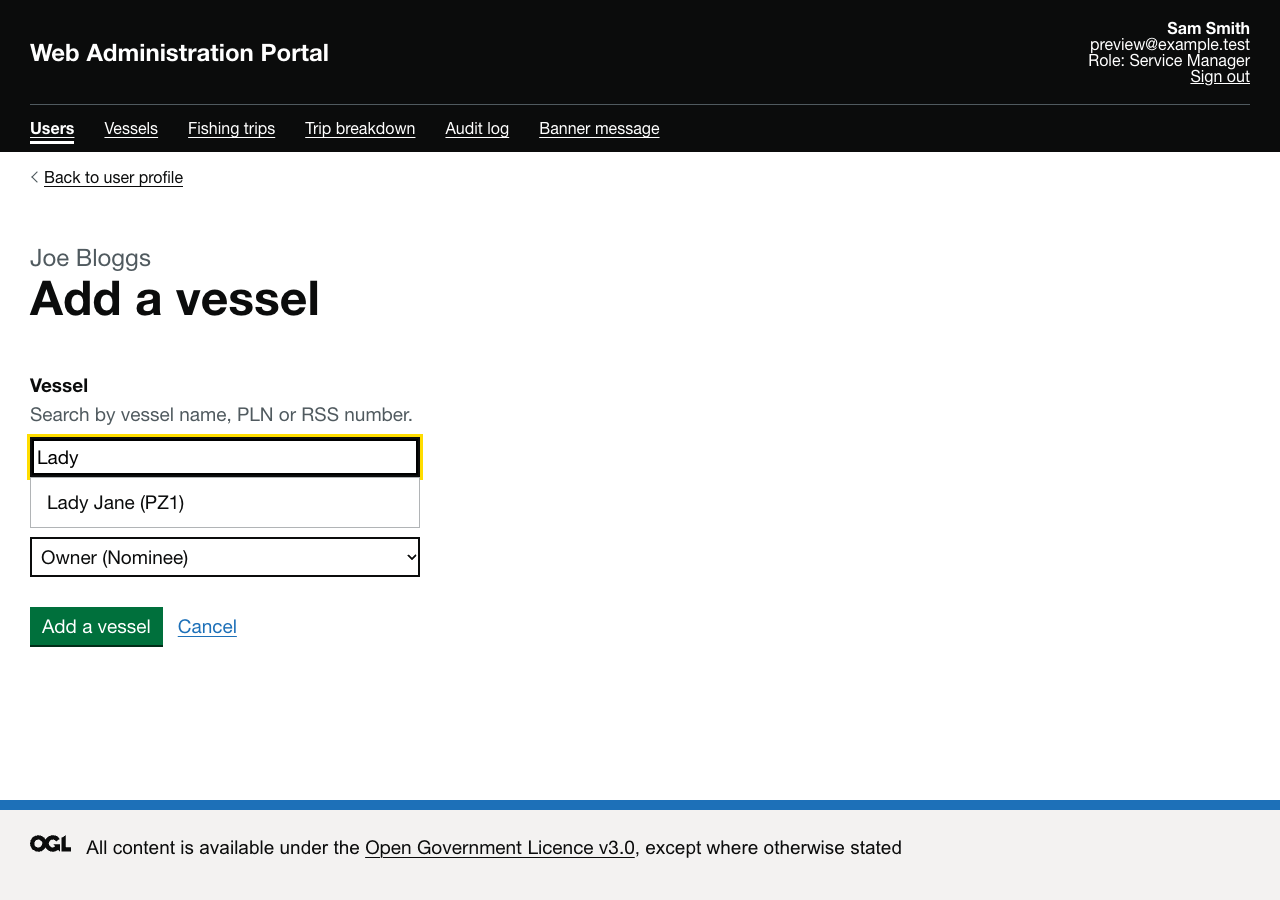 Web Administration Portal
Sam Smith
preview@example.test
Role: Service Manager
Sign out
Users Vessels Fishing trips Trip breakdown Audit log Banner message
Back to user profile
Joe Bloggs
Add a vessel
Vessel
Search by vessel name, PLN or RSS number.
Lady
Lady Jane (PZ1)
Owner (Nominee)
Add a vessel Cancel
OGL All content is available under the Open Government Licence v3.0, except where otherwise stated